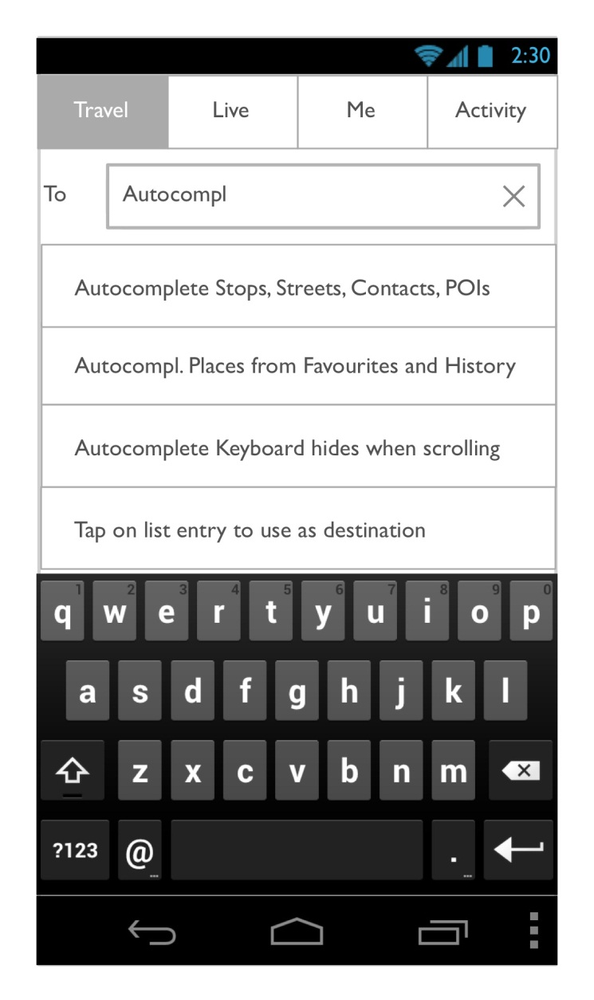 2:30
Travel Live Me Activity
To Autocompl
Autocomplete Stops, Streets, Contacts, POIs
Autocompl. Places from Favourites and History
Autocomplete Keyboard hides when scrolling
Tap on list entry to use as destination
1 2 3 4 5 6 7 8 9 0
q w e r t y u i o p
a s d f g h j k l
z x c v b n m
?123 @ .